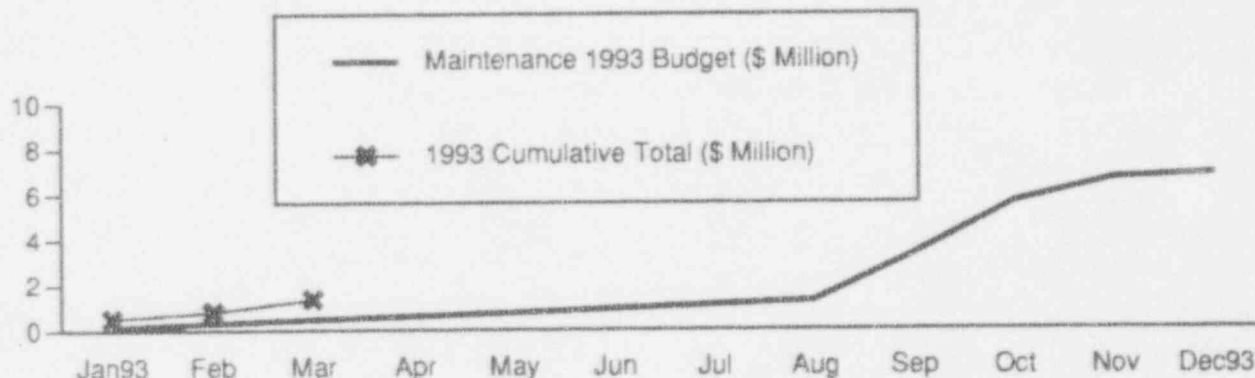 Maintenance 1993 Budget ($ Million)
1993 Cumulative Total ($ Million)
10
8
6
4
2
0
Jan93 Feb Mar Apr May Jun Jul Aug Sep Oct Nov Dec93